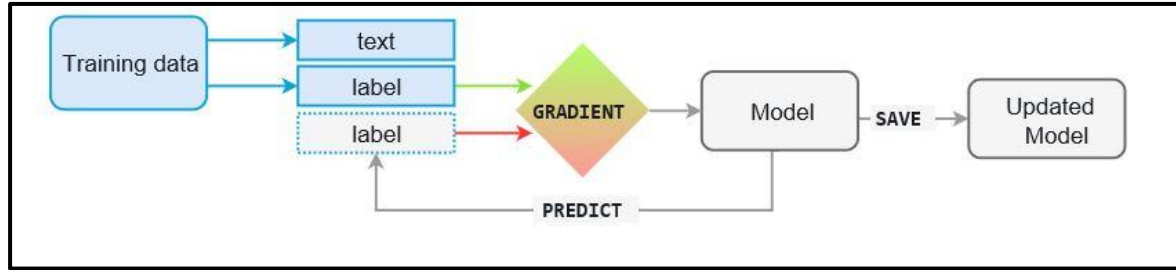 Training data
text
label
label
GRADIENT
Model
SAVE
Updated
Model
PREDICT